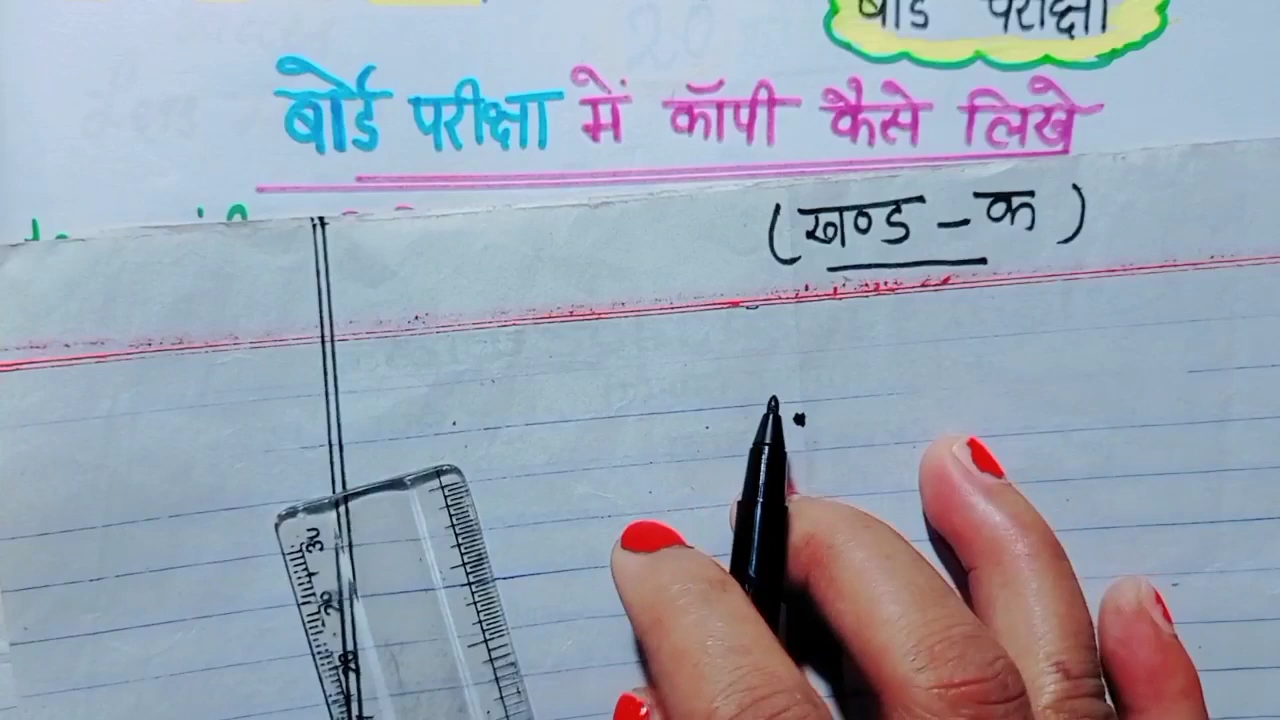 बोर्ड परीक्षा
बोर्ड परीक्षा में कॉपी कैसे लिखे
(खण्ड - क)